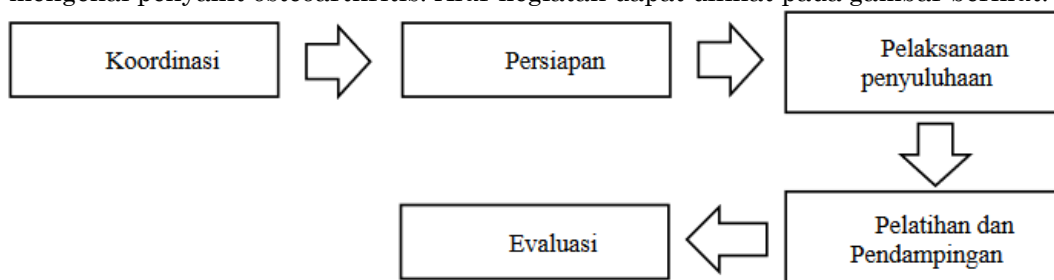 mengenai penyakit osteoarthritis. Alur kegiatan dapat dilihat pada gambar berikut:
Koordinasi
Persiapan
Pelaksanaan
penyuluhaan
Pelatihan dan
Pendampingan
Evaluasi